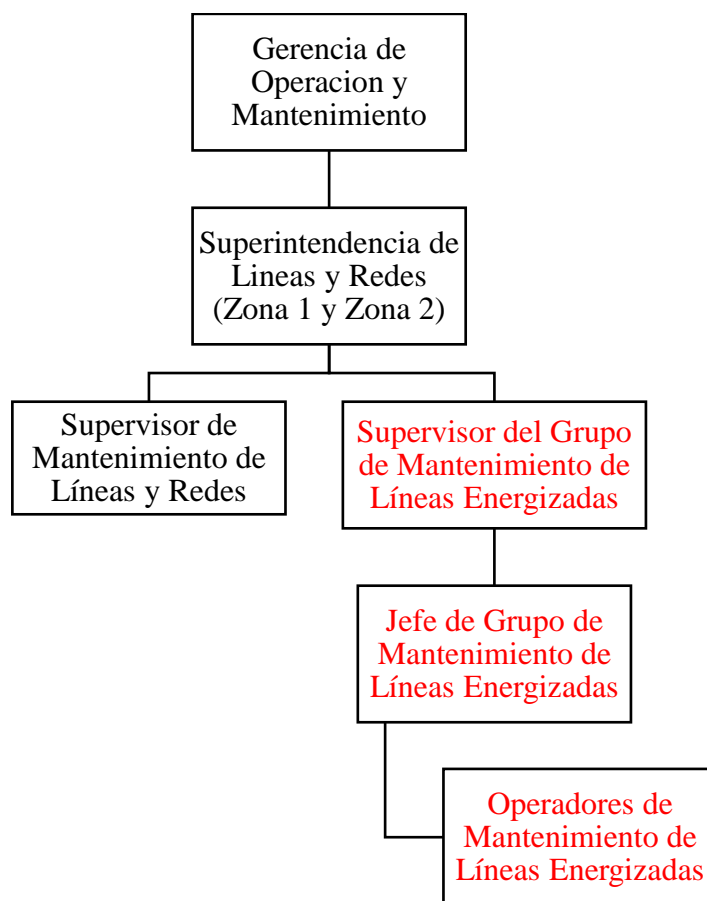 Gerencia de
Operacion y
Mantenimiento
Superintendencia de
Lineas y Redes
(Zona 1 y Zona 2)
Supervisor de
Mantenimiento de
Líneas y Redes
Supervisor del Grupo
de Mantenimiento de
Líneas Energizadas
Jefe de Grupo de
Mantenimiento de
Líneas Energizadas
Operadores de
Mantenimiento de
Líneas Energizadas